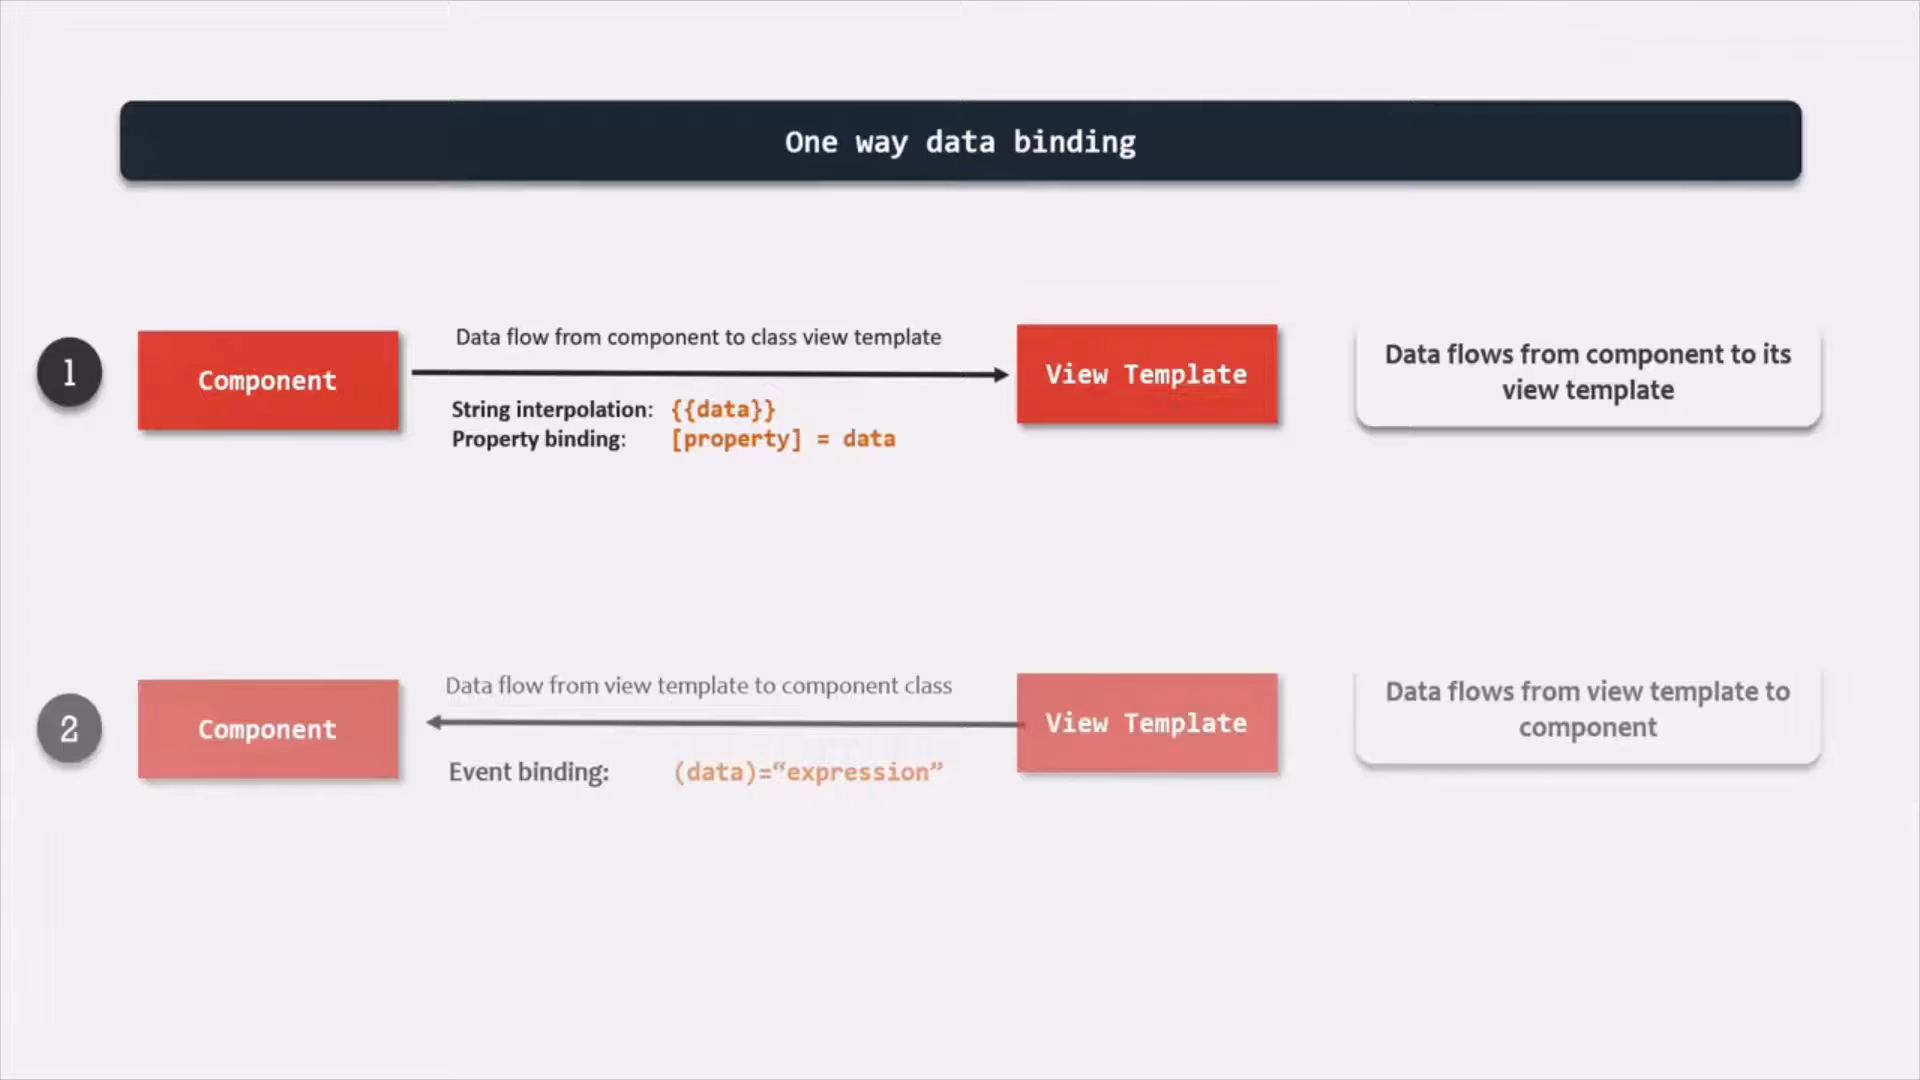 One way data binding
1
Component
Data flow from component to class view template
String interpolation: {{data}}
Property binding: [property] = data
View Template
Data flows from component to its
view template
2
Component
Data flow from view template to component class
Event binding: (data)=“expression”
View Template
Data flows from view template to
component